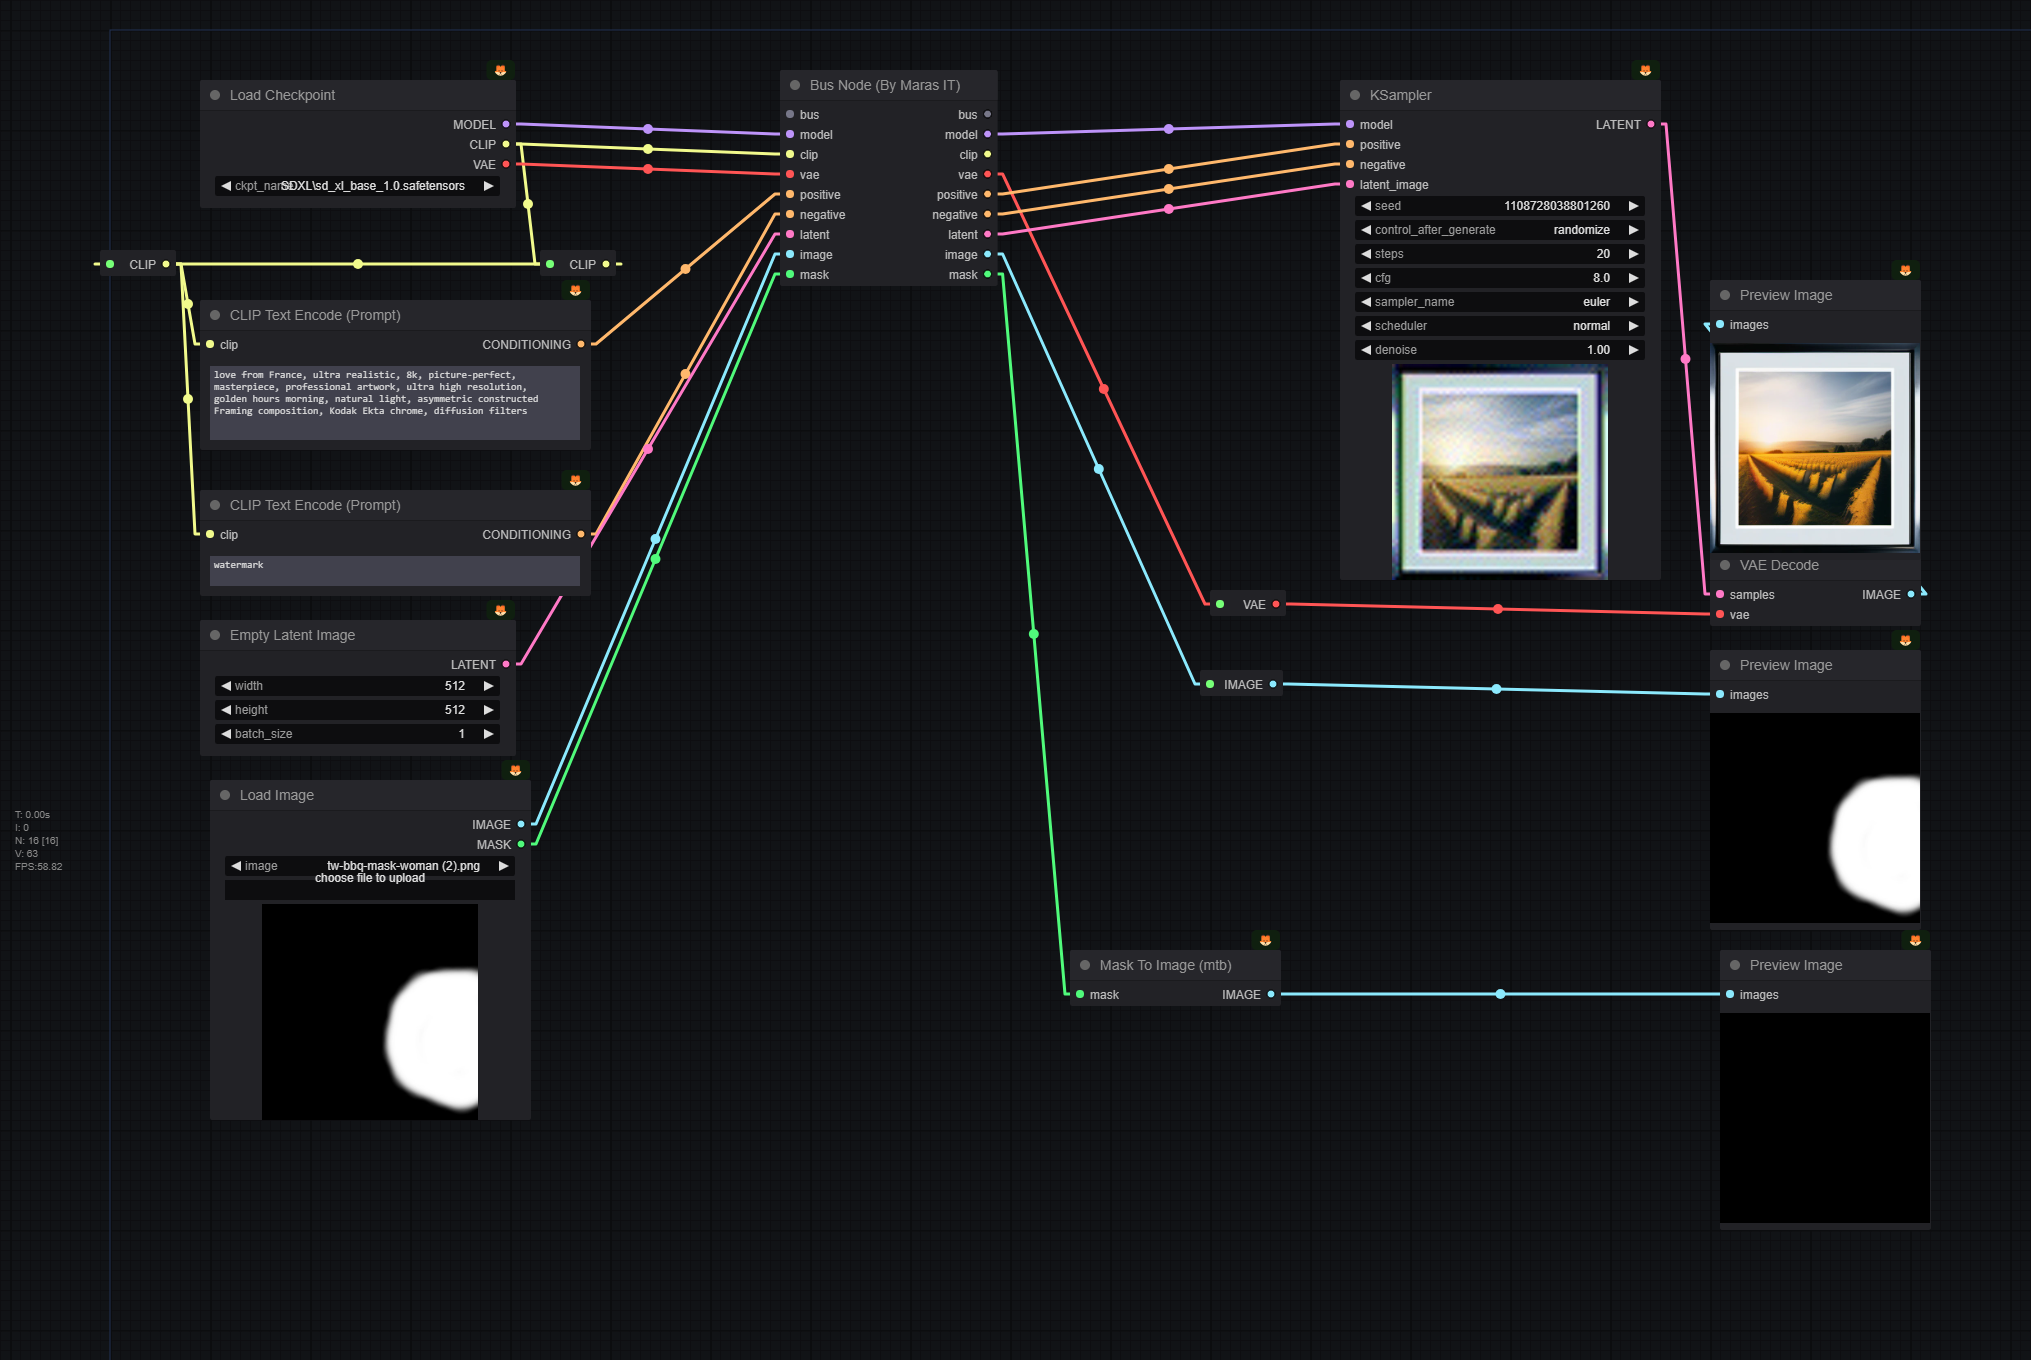 Load Checkpoint
MODEL
CLIP
VAE
ckpt_name
SDXL\sd_xl_base_1.0.safetensors
CLIP
CLIP
CLIP Text Encode (Prompt)
clip
CONDITIONING
love from France, ultra realistic, 8k, picture-perfect,
masterpiece, professional artwork, ultra high resolution,
golden hours morning, natural light, asymmetric constructed
Framing composition, Kodak Ekta chrome, diffusion filters
CLIP Text Encode (Prompt)
clip
CONDITIONING
watermark
Empty Latent Image
LATENT
width 512
height 512
batch_size 1
Load Image
IMAGE
MASK
image tw-bbq-mask-woman (2).png
choose file to upload
T: 0.00s
I: 0
N: 16 [16]
V: 63
FPS:58.82
Bus Node (By Maras IT)
bus bus
model model
clip clip
vae vae
positive positive
negative negative
latent latent
image image
mask mask
KSampler
model LATENT
positive
negative
latent_image
seed 1108728038801260
control_after_generate randomize
steps 20
cfg 8.0
sampler_name euler
scheduler normal
denoise 1.00
VAE
IMAGE
Mask To Image (mtb)
mask IMAGE
Preview Image
images
VAE Decode
samples IMAGE
vae
Preview Image
images
Preview Image
images